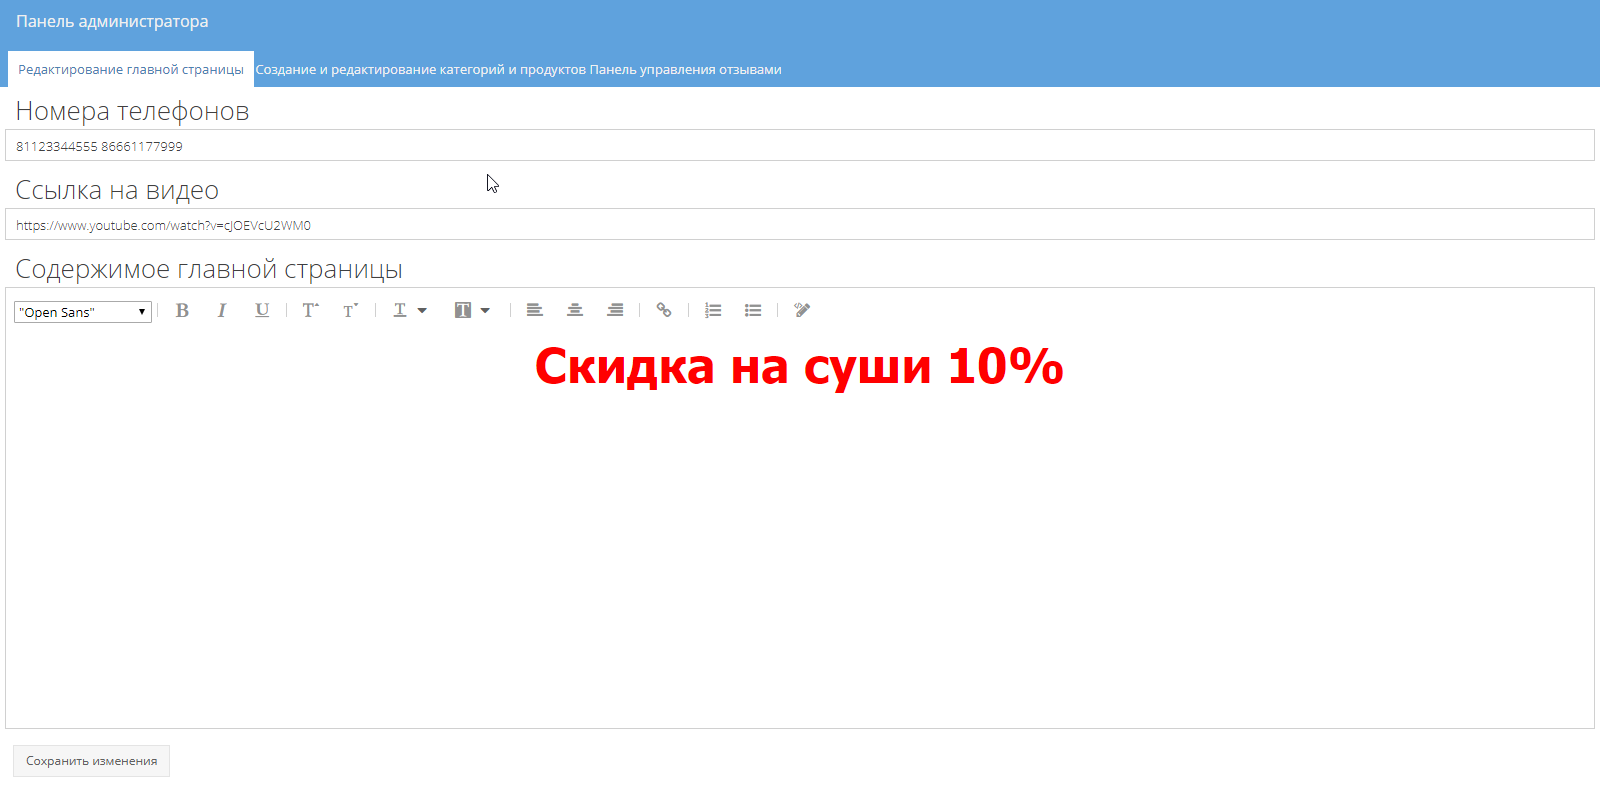 Панель администратора
Редактирование главной страницы Создание и редактирование категорий и продуктов Панель управления отзывами
Номера телефонов
81123344555 86661177999
Ссылка на видео
https://www.youtube.com/watch?v=cJOEVcU2WM0
Содержимое главной страницы
"Open Sans"
Скидка на суши 10%
Сохранить изменения